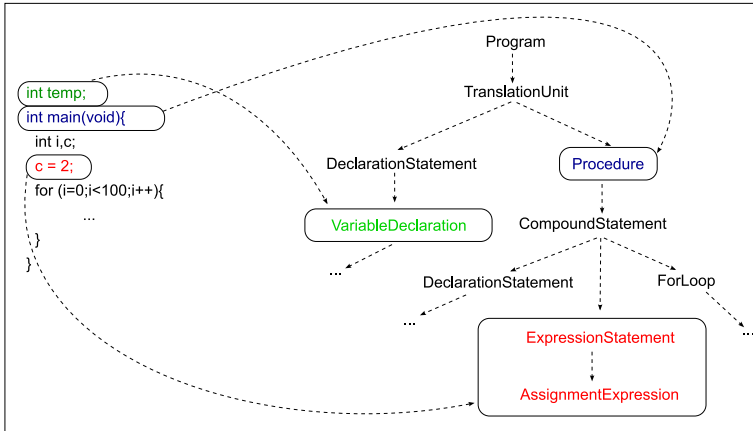 int temp;
int main(void){
int i,c;
c = 2;
for (i=0;i<100;i++){
...
}
}
Program
TranslationUnit
DeclarationStatement
Procedure
VariableDeclaration
CompoundStatement
...
DeclarationStatement
ForLoop
...
...
ExpressionStatement
AssignmentExpression